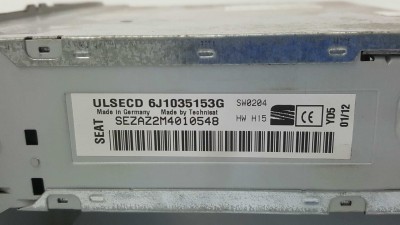 ULSECD 6J1035153G SW0204
Made in Germany Made by Technisat
SEZAZ2M4010548 HW H15
SEAT
CE
Y05
01/12